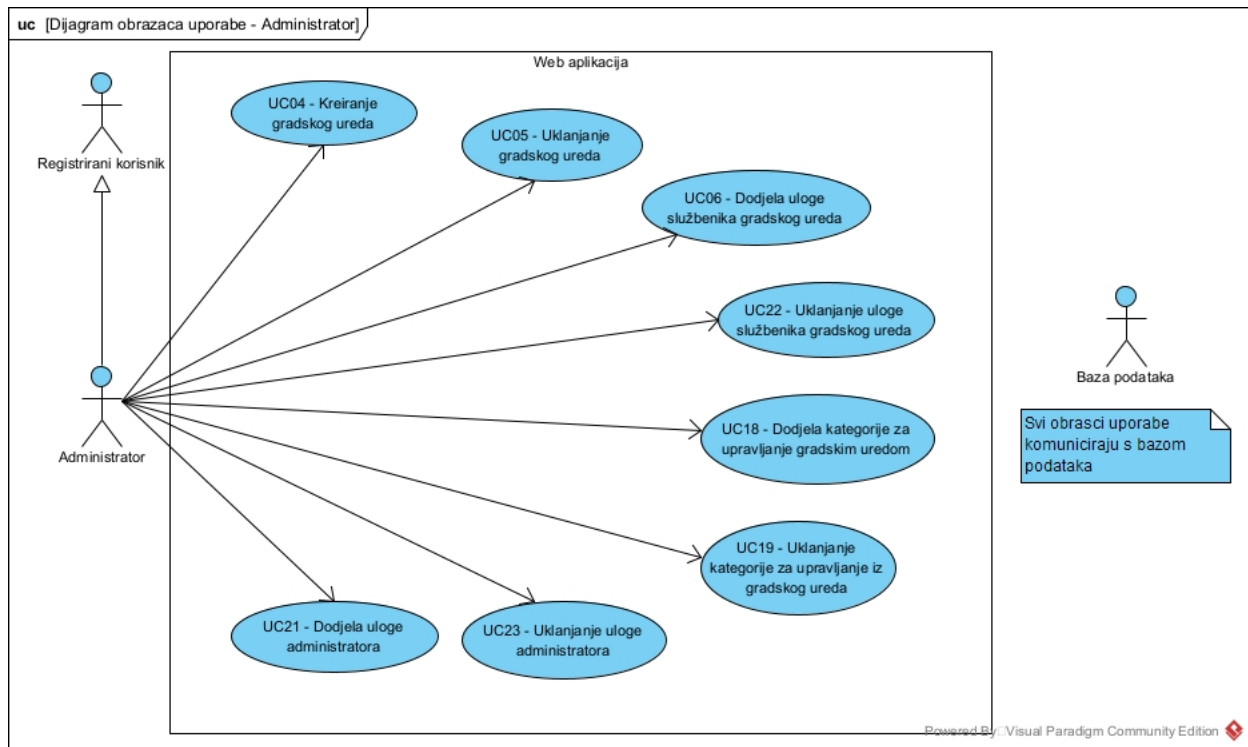 uc [Dijagram obrazaca uporabe - Administrator]
Web aplikacija
Registrirani korisnik
UC04 - Kreiranje
gradskog ureda
UC05 - Uklanjanje
gradskog ureda
UC06 - Dodjela uloge
službenika gradskog ureda
UC22 - Uklanjanje uloge
službenika gradskog ureda
Baza podataka
Svi obrasci uporabe
komuniciraju s bazom
podataka
Administrator
UC18 - Dodjela kategorije za
upravljanje gradskim uredom
UC19 - Uklanjanje
kategorije za upravljanje iz
gradskog ureda
UC21 - Dodjela uloge
administratora
UC23 - Uklanjanje uloge
administratora
Powered By Visual Paradigm Community Edition